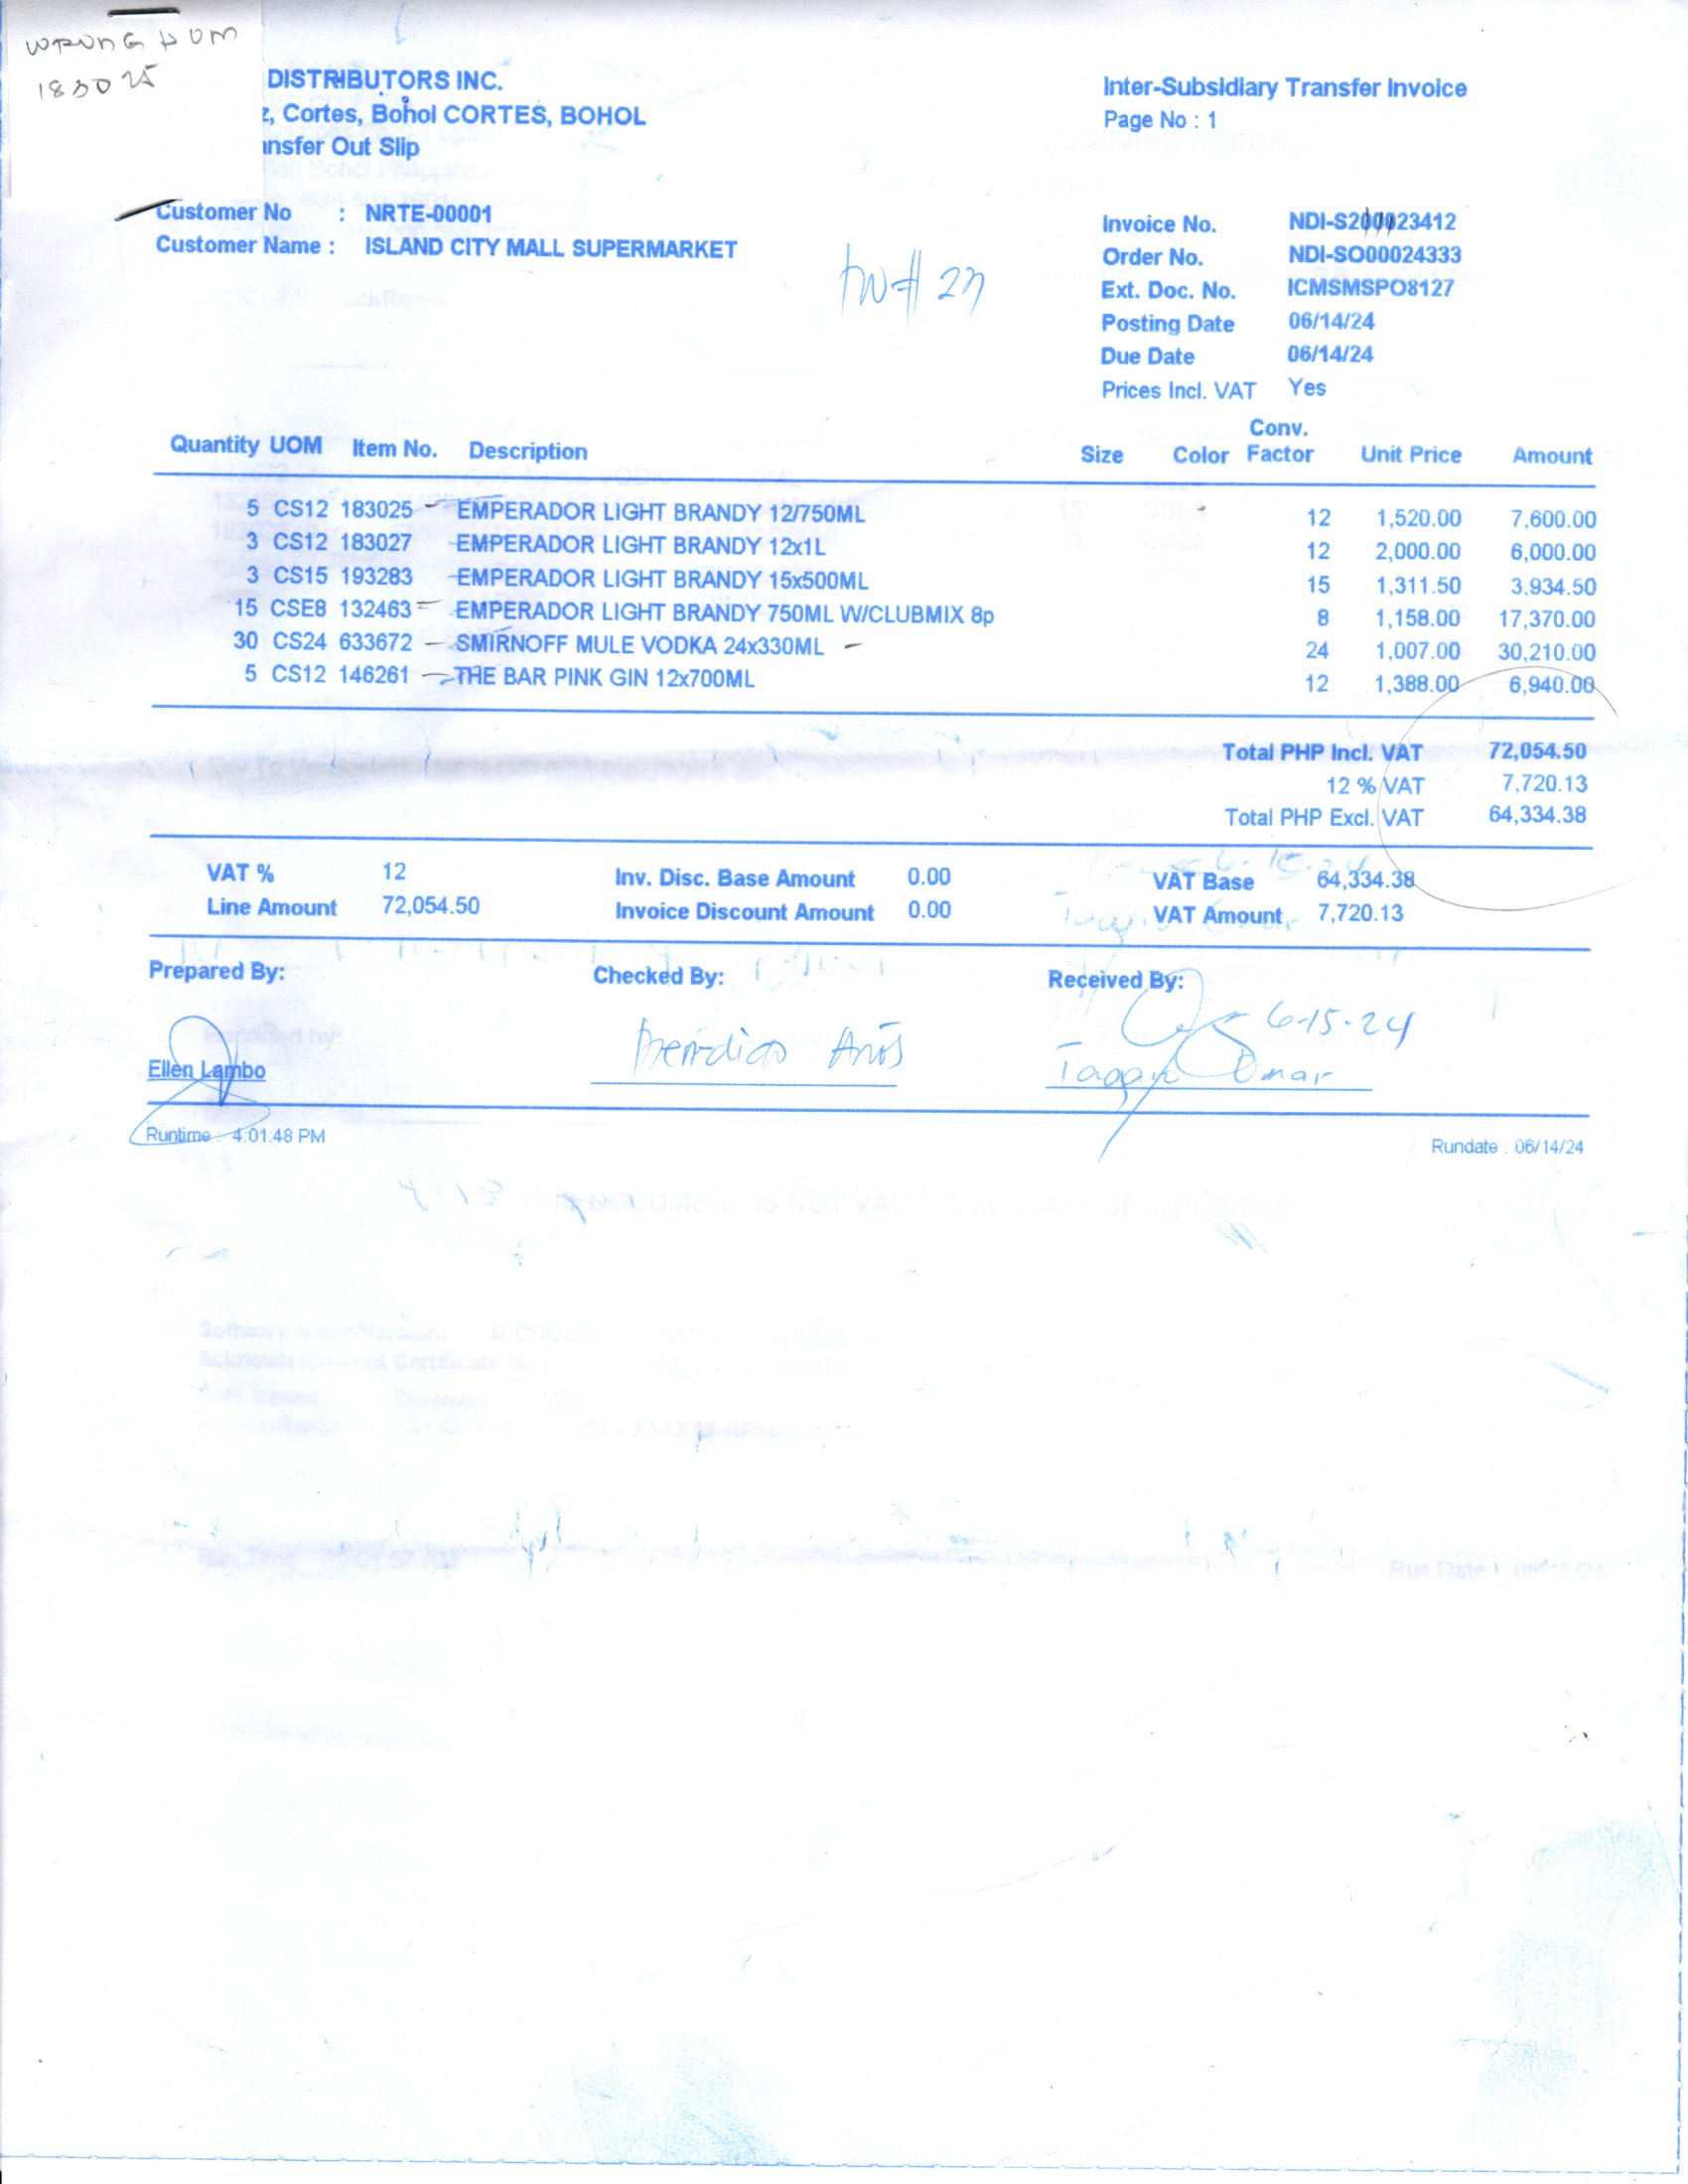 WRONG UOM
183025
DISTRIBUTORS INC.
z, Cortes, Bohol CORTES, BOHOL
ansfer Out Slip
Inter-Subsidiary Transfer Invoice
Page No : 1
Customer No : NRTE-00001
Customer Name : ISLAND CITY MALL SUPERMARKET
Invoice No. NDI-S200023412
Order No. NDI-SO00024333
Ext. Doc. No. ICMSMSPO8127
Posting Date 06/14/24
Due Date 06/14/24
Prices Incl. VAT Yes
Quantity UOM Item No. Description Size Color Conv. Factor Unit Price Amount
5 CS12 183025 EMPERADOR LIGHT BRANDY 12/750ML 12 1,520.00 7,600.00
3 CS12 183027 EMPERADOR LIGHT BRANDY 12x1L 12 2,000.00 6,000.00
3 CS15 193283 EMPERADOR LIGHT BRANDY 15x500ML 15 1,311.50 3,934.50
15 CSE8 132463 EMPERADOR LIGHT BRANDY 750ML W/CLUBMIX 8p 8 1,158.00 17,370.00
30 CS24 633672 SMIRNOFF MULE VODKA 24x330ML 24 1,007.00 30,210.00
5 CS12 146261 THE BAR PINK GIN 12x700ML 12 1,388.00 6,940.00
Total PHP Incl. VAT 72,054.50
12 % VAT 7,720.13
Total PHP Excl. VAT 64,334.38
VAT % 12 Inv. Disc. Base Amount 0.00 VAT Base 64,334.38
Line Amount 72,054.50 Invoice Discount Amount 0.00 VAT Amount 7,720.13
Prepared By: Checked By: Received By:
6-15-24
Ellen Lambo
Omar
Runtime : 4:01:48 PM Rundate : 06/14/24